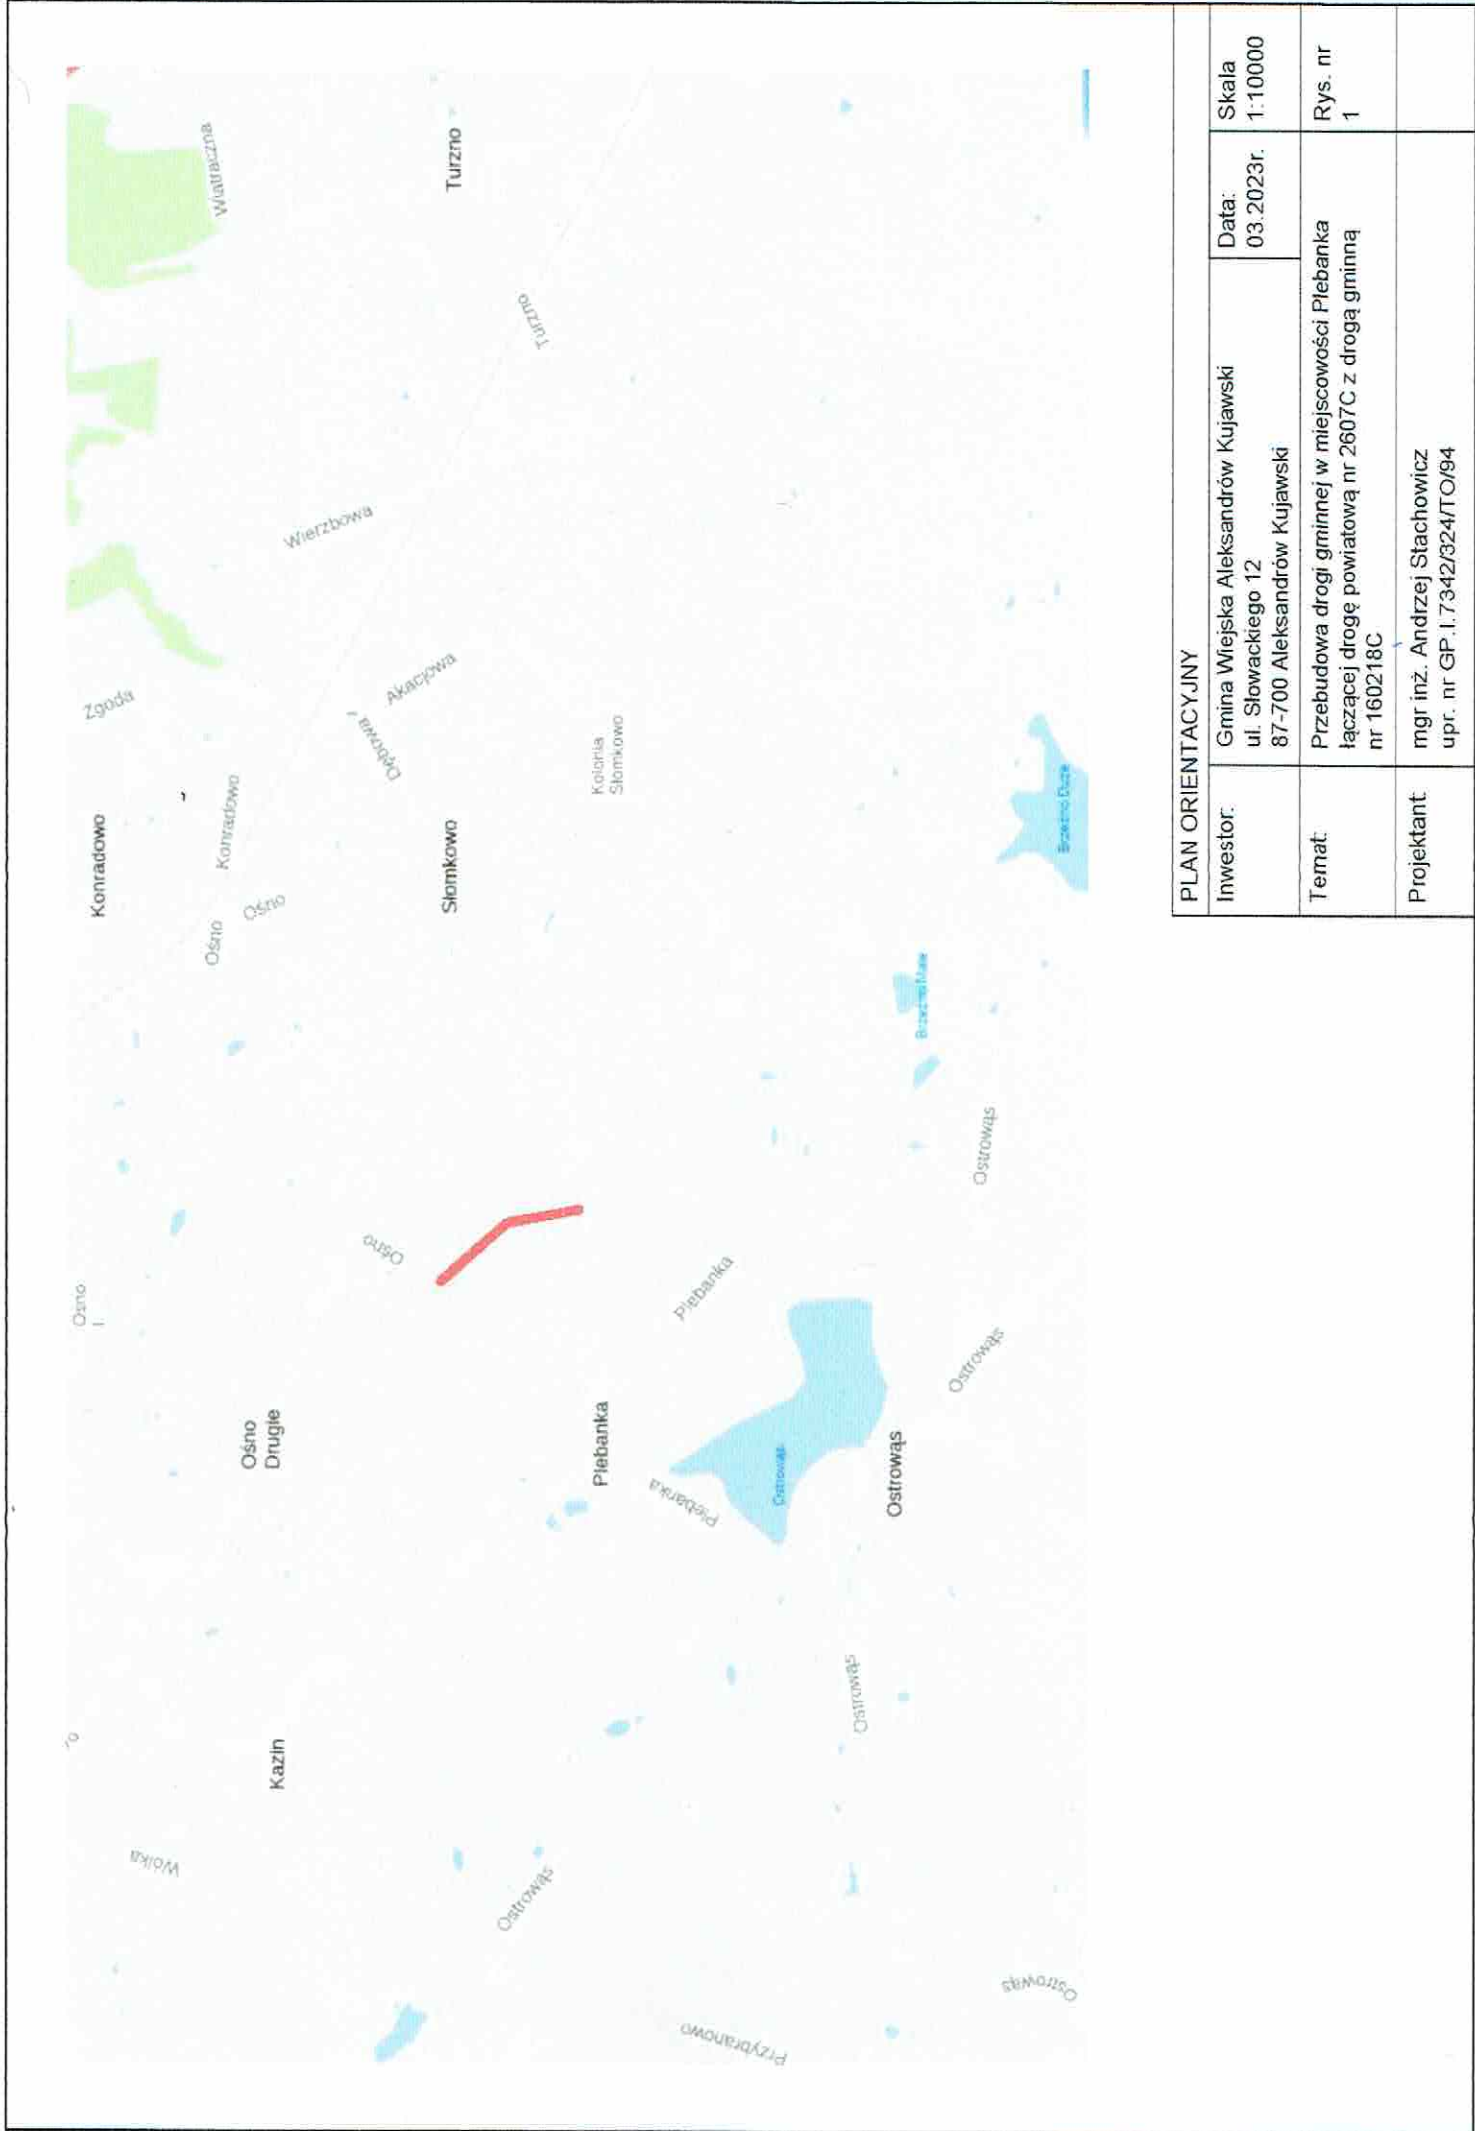 Konradowo
Zgoda
Wiatraczna
Ośno
Ośno
Konradowo
Ośno
Wólka
Kazin
Ośno
Drugie
Wierzbowa
Dębowa
Akacjowa
Ośno
Słomkowo
Turzno
Turzno
Ostrowąs
Plebanka
Kolonia
Słomkowo
Plebanka
Plebanka
Przybranowo
Ostrowąs
Ostrowąs
Ostrowąs
Brzeźno Małe
Ostrowąs
Ostrowąs
Ostrowąs
Brzeźno Duże
PLAN ORIENTACYJNY
Inwestor: Gmina Wiejska Aleksandrów Kujawski
ul. Słowackiego 12
87-700 Aleksandrów Kujawski
Data:
03.2023r.
Skala
1:10000
Temat: Przebudowa drogi gminnej w miejscowości Plebanka
łączącej drogę powiatową nr 2607C z drogą gminną
nr 160218C
Rys. nr
1
Projektant: mgr inż. Andrzej Stachowicz
upr. nr GP.I.7342/324/TO/94